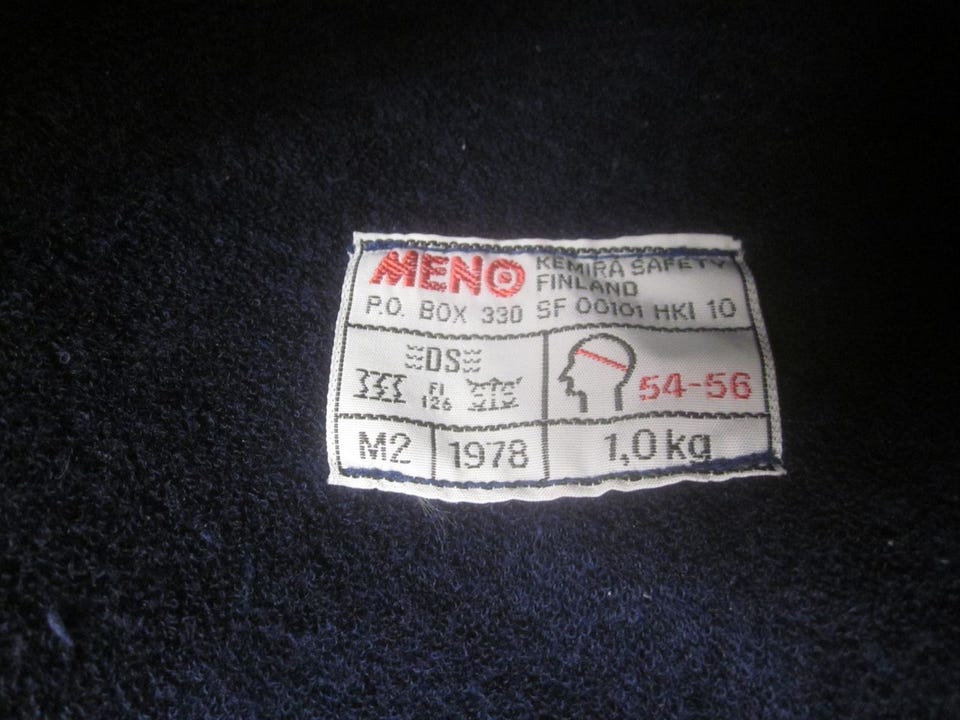 MENO KEMIRA SAFETY
FINLAND
P.O. BOX 330 SF 00101 HKI 10
DS
FI
126
54-56
M2 1978 1,0 kg